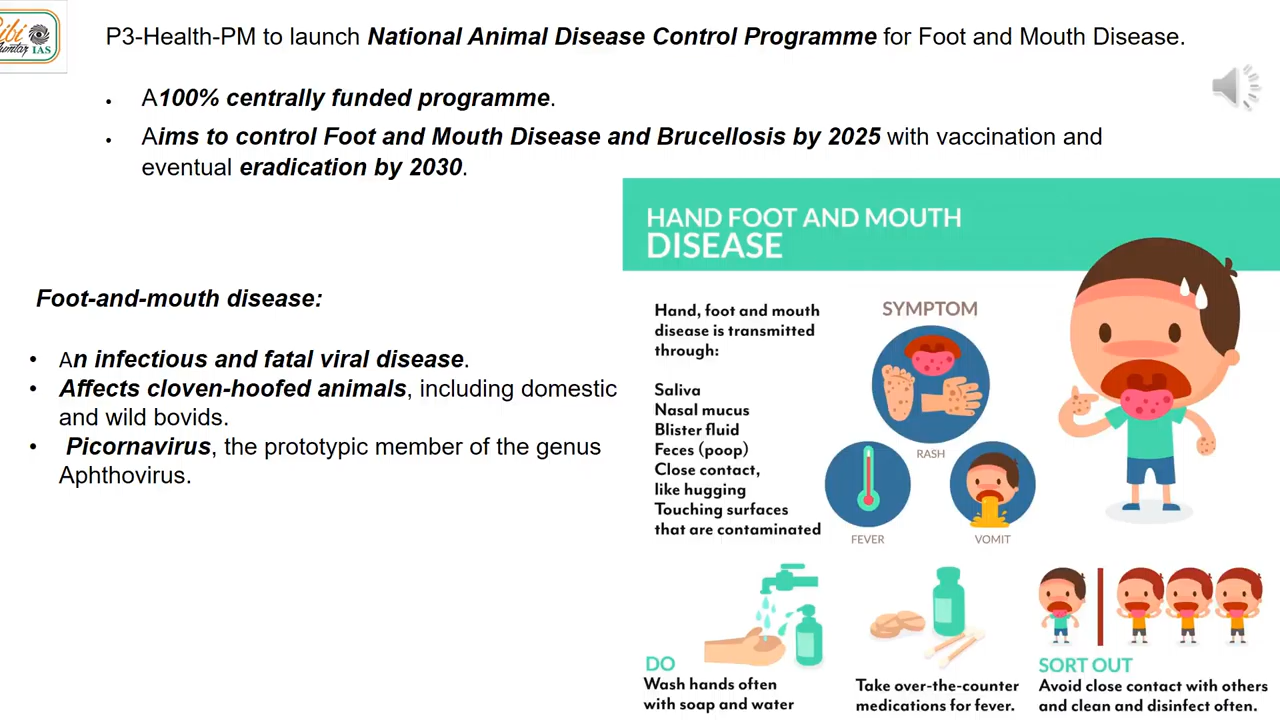 ibi
Mumtaz IAS
P3-Health-PM to launch National Animal Disease Control Programme for Foot and Mouth Disease.
• A100% centrally funded programme.
• Aims to control Foot and Mouth Disease and Brucellosis by 2025 with vaccination and
eventual eradication by 2030.
Foot-and-mouth disease:
• An infectious and fatal viral disease.
• Affects cloven-hoofed animals, including domestic
and wild bovids.
• Picornavirus, the prototypic member of the genus
Aphthovirus.
HAND FOOT AND MOUTH
DISEASE
Hand, foot and mouth
disease is transmitted
through:
Saliva
Nasal mucus
Blister fluid
Feces (poop)
Close contact,
like hugging
Touching surfaces
that are contaminated
SYMPTOM
RASH
FEVER
VOMIT
DO
Wash hands often
with soap and water
Take over-the-counter
medications for fever.
SORT OUT
Avoid close contact with others
and clean and disinfect often.